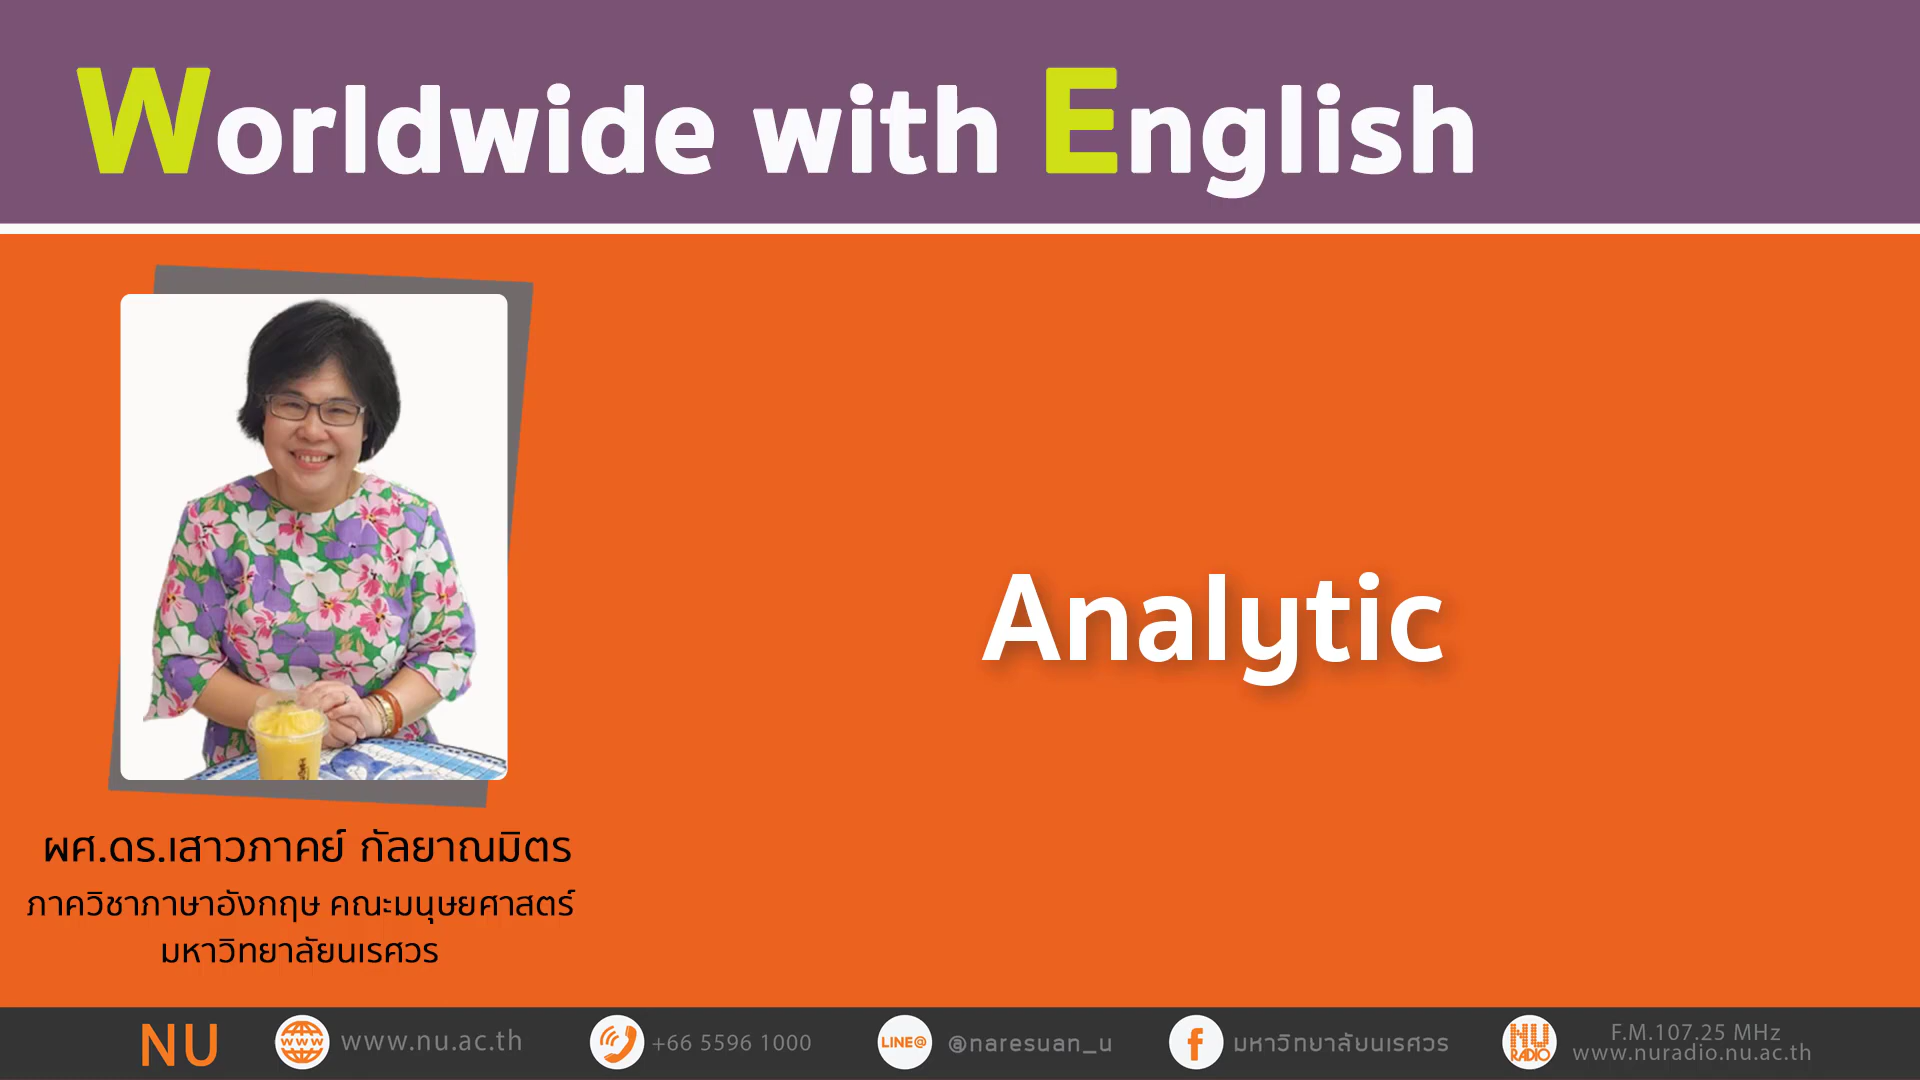 Worldwide with English
Analytic
ผศ.ดร.เสาวภาคย์ กัลยาณมิตร
ภาควิชาภาษาอังกฤษ คณะมนุษยศาสตร์
มหาวิทยาลัยนเรศวร
NU
www
www.nu.ac.th
+66 5596 1000
LINE@
@naresuan_u
f
มหาวิทยาลัยนเรศวร
NU
RADIO
F.M.107.25 MHz
www.nuradio.nu.ac.th